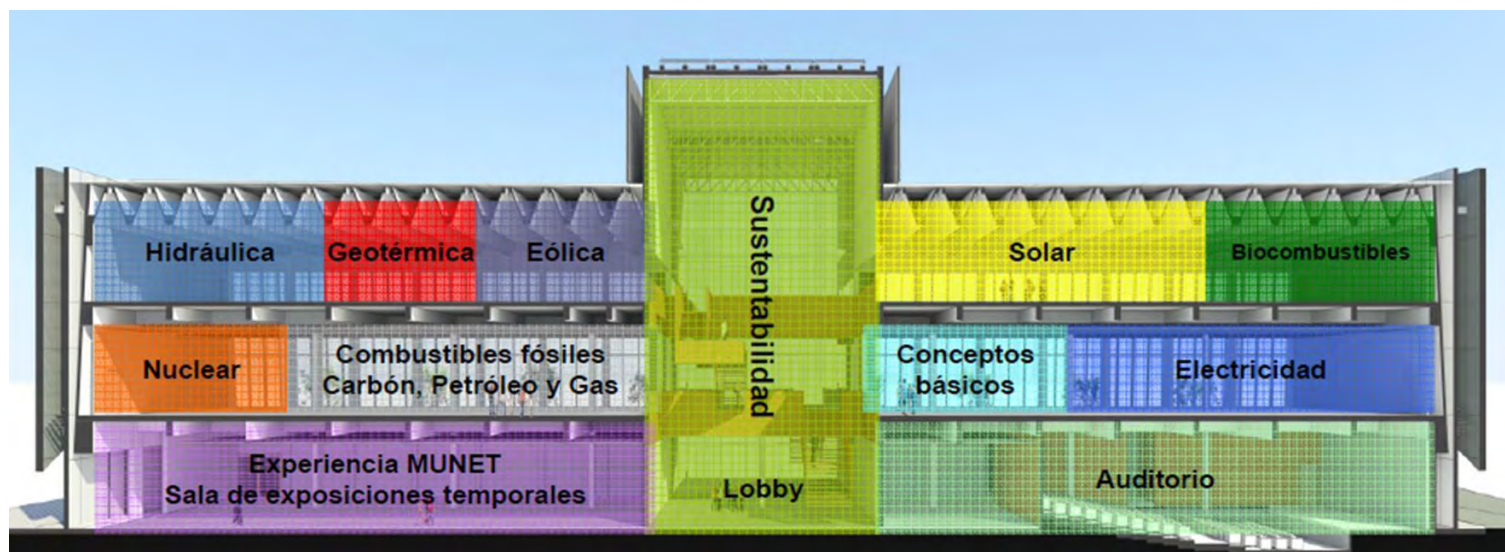 Hidráulica
Geotérmica
Eólica
Sustentabilidad
Solar
Biocombustibles
Nuclear
Combustibles fósiles
Carbón, Petróleo y Gas
Conceptos
básicos
Electricidad
Experiencia MUNET
Sala de exposiciones temporales
Lobby
Auditorio